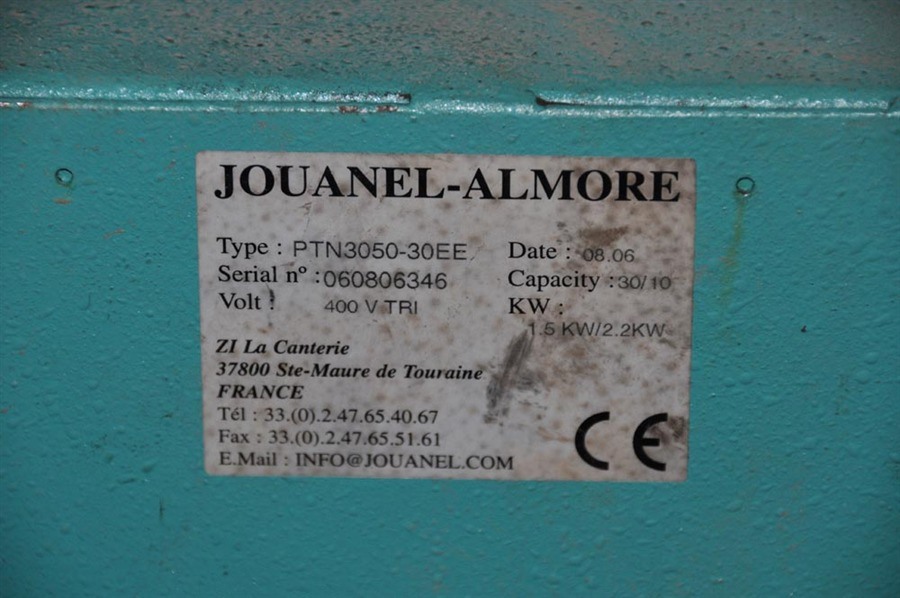 JOUANEL-ALMORE
Type : PTN3050-30EE Date : 08.06
Serial nº : 060806346 Capacity : 30/10
Volt : 400 V TRI KW :
1.5 KW/2.2KW
ZI La Canterie
37800 Ste-Maure de Touraine
FRANCE
Tél : 33.(0).2.47.65.40.67
Fax : 33.(0).2.47.65.51.61
E.Mail : INFO@JOUANEL.COM
CE